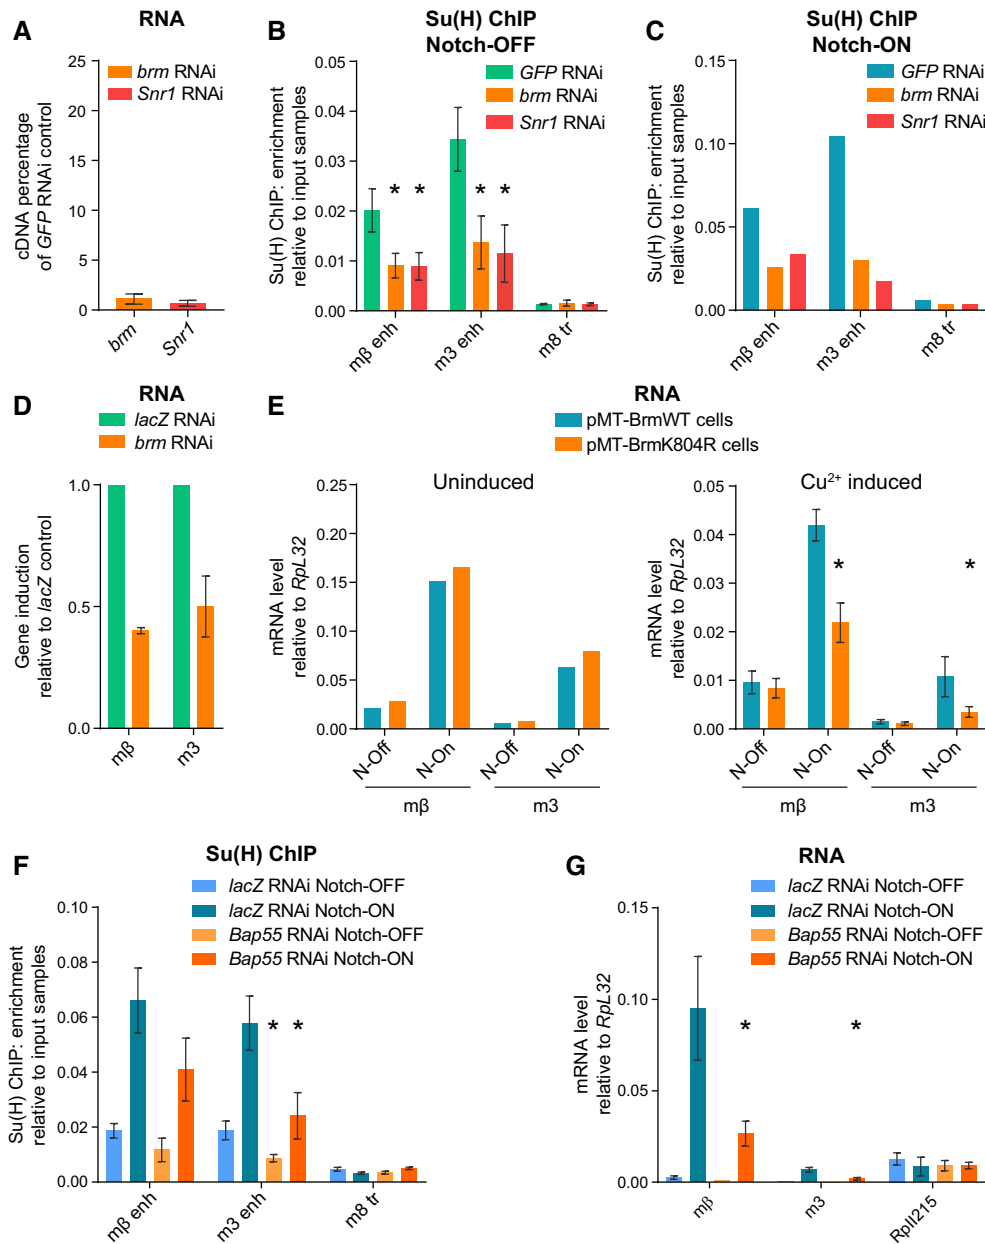 A
RNA
brm RNAi
Snr1 RNAi
cDNA percentage
of GFP RNAi control
25
20
15
10
5
0
brm
Snr1
B
Su(H) ChIP
Notch-OFF
GFP RNAi
brm RNAi
Snr1 RNAi
Su(H) ChIP: enrichment
relative to input samples
0.05
0.04
0.03
0.02
0.01
0.00
* * * *
mβ enh
m3 enh
m8 tr
C
Su(H) ChIP
Notch-ON
GFP RNAi
brm RNAi
Snr1 RNAi
Su(H) ChIP: enrichment
relative to input samples
0.15
0.10
0.05
0.00
mβ enh
m3 enh
m8 tr
D
RNA
lacZ RNAi
brm RNAi
Gene induction
relative to lacZ control
1.0
0.5
0.0
mβ
m3
E
RNA
pMT-BrmWT cells
pMT-BrmK804R cells
Uninduced
mRNA level
relative to RpL32
0.25
0.20
0.15
0.10
0.05
0.00
N-Off
N-On
N-Off
N-On
mβ
m3
Cu2+ induced
mRNA level
relative to RpL32
0.05
0.04
0.03
0.02
0.01
0.00
* *
N-Off
N-On
N-Off
N-On
mβ
m3
F
Su(H) ChIP
lacZ RNAi Notch-OFF
lacZ RNAi Notch-ON
Bap55 RNAi Notch-OFF
Bap55 RNAi Notch-ON
Su(H) ChIP: enrichment
relative to input samples
0.10
0.08
0.06
0.04
0.02
0.00
* *
mβ enh
m3 enh
m8 tr
G
RNA
lacZ RNAi Notch-OFF
lacZ RNAi Notch-ON
Bap55 RNAi Notch-OFF
Bap55 RNAi Notch-ON
mRNA level
relative to RpL32
0.15
0.10
0.05
0.00
* *
mβ
m3
RpII215